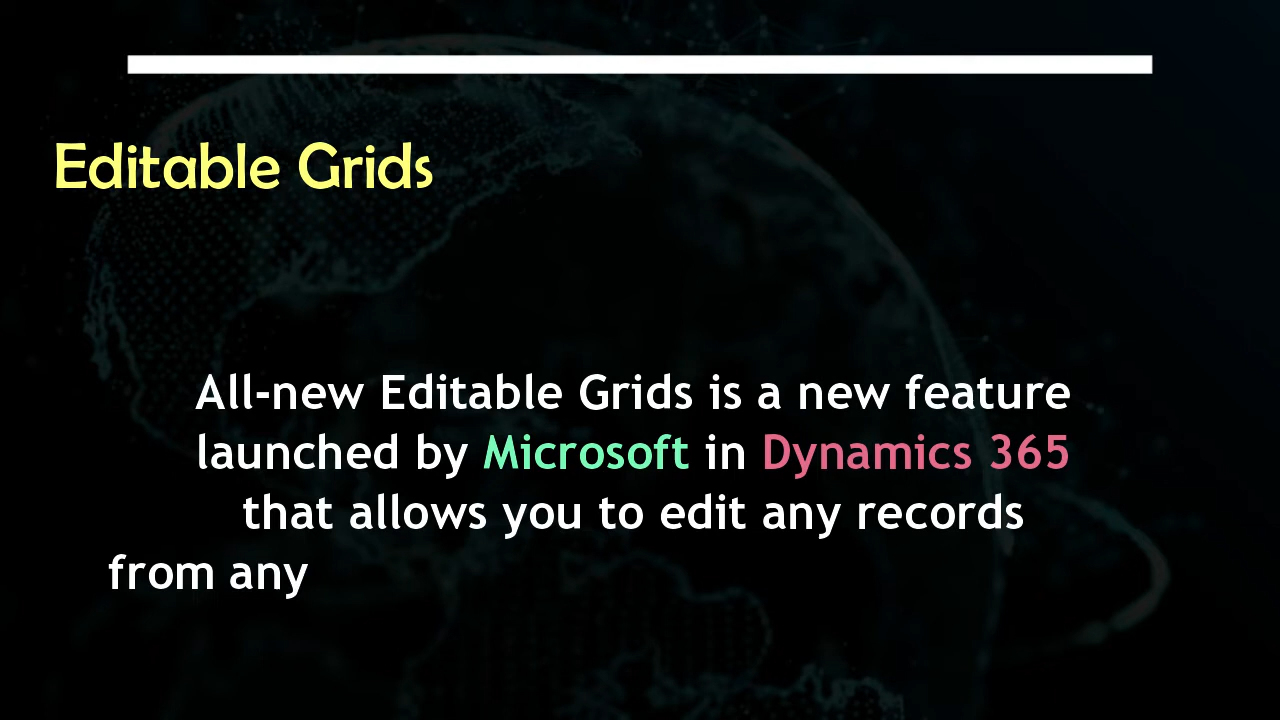 Editable Grids
All-new Editable Grids is a new feature
launched by Microsoft in Dynamics 365
that allows you to edit any records
from any